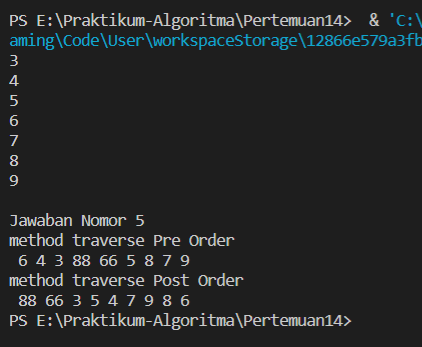 PS E:\Praktikum-Algoritma\Pertemuan14>  & 'C:\
aming\Code\User\workspaceStorage\12866e579a3fb
3
4
5
6
7
8
9
Jawaban Nomor 5
method traverse Pre Order
 6 4 3 88 66 5 8 7 9
method traverse Post Order
 88 66 3 5 4 7 9 8 6
PS E:\Praktikum-Algoritma\Pertemuan14>